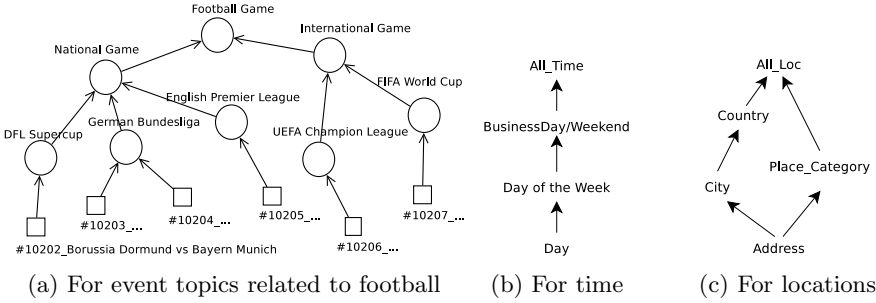 Football Game
National Game
International Game
English Premier League
FIFA World Cup
DFL Supercup
German Bundesliga
UEFA Champion League
#10203_...
#10204_...
#10205_...
#10207_...
#10202_Borussia Dormund vs Bayern Munich
#10206_...
(a) For event topics related to football
All_Time
BusinessDay/Weekend
Day of the Week
Day
(b) For time
All_Loc
Country
Place_Category
City
Address
(c) For locations